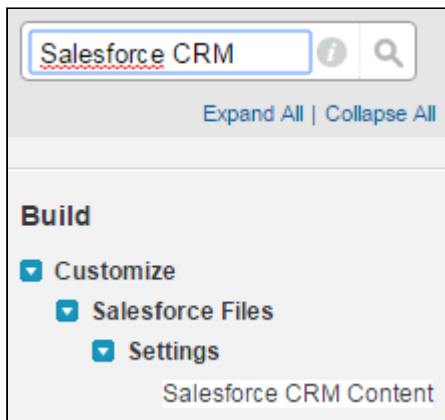 Salesforce CRM
Expand All | Collapse All
Build
Customize
Salesforce Files
Settings
Salesforce CRM Content